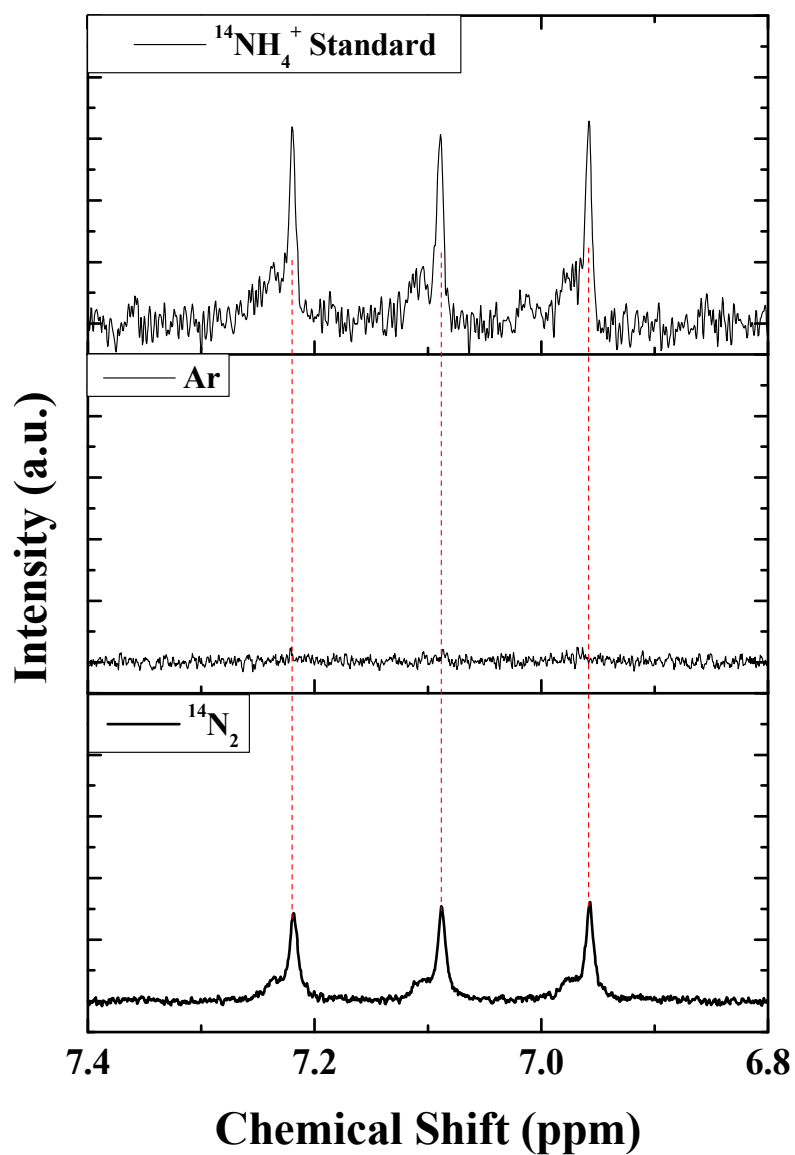 ¹⁴NH₄⁺ Standard
Ar
¹⁴N₂
Intensity (a.u.)
7.4 7.2 7.0 6.8
Chemical Shift (ppm)